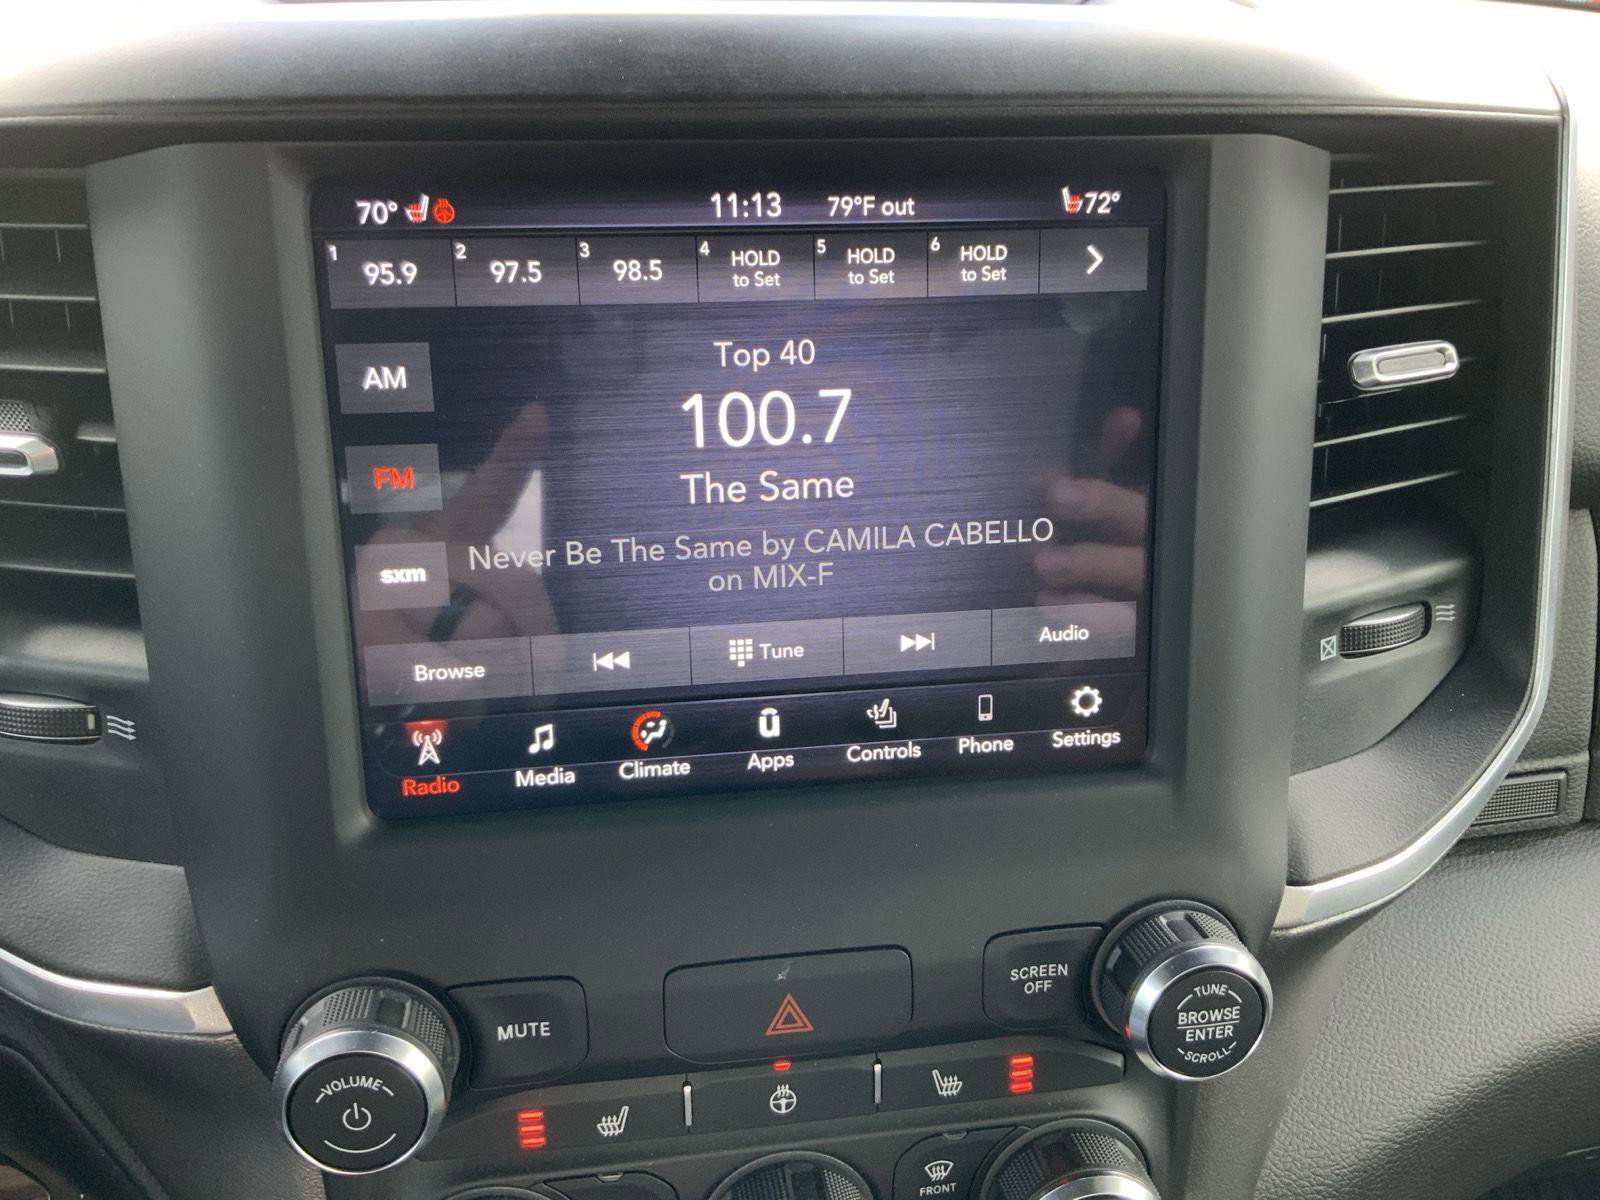 70° 11:13 79°F out 72°
1 95.9 2 97.5 3 98.5 4 HOLD to Set 5 HOLD to Set 6 HOLD to Set
AM
Top 40
100.7
FM
The Same
Never Be The Same by CAMILA CABELLO
on MIX-F
sxm
Browse Tune Audio
Radio Media Climate Apps Controls Phone Settings
SCREEN
OFF
MUTE
TUNE
BROWSE
ENTER
SCROLL
VOLUME
FRONT